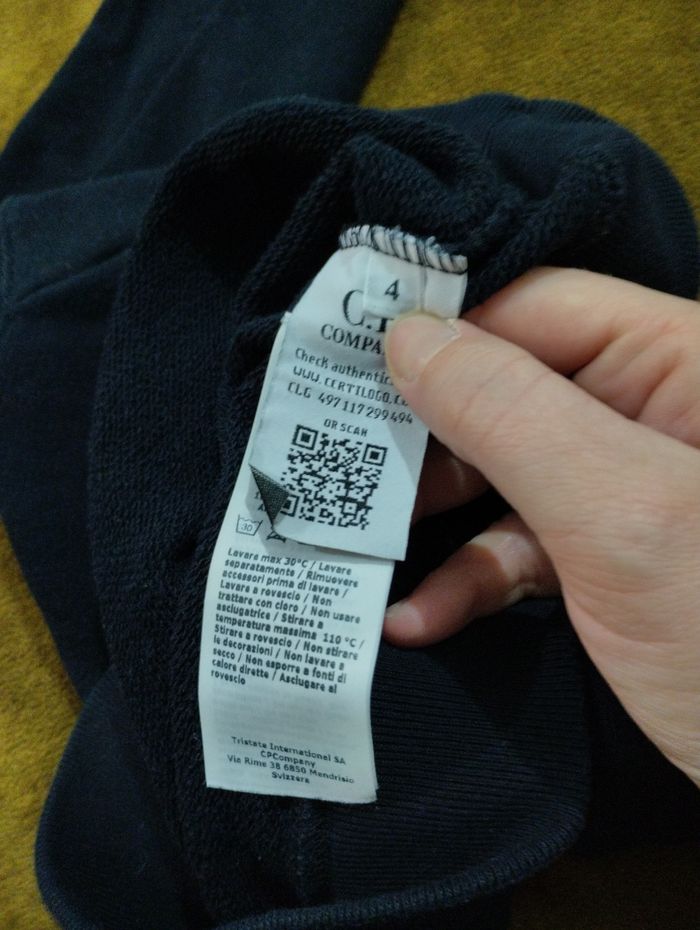 4
C.
COMPA
Check authentic
WWW.CERTILOGO.CO
CLG 497117299494
OR SCAN
30
Lavare max 30°C / Lavare
separatamente / Rimuovere
accessori prima di lavare /
Lavare a rovescio / Non
trattare con cloro / Non usare
asciugatrice / Stirare a
temperatura massima 110 °C /
Stirare a rovescio / Non stirare
le decorazioni / Non lavare a
secco / Non esporre a fonti di
calore dirette / Asciugare al
rovescio
Tristate International SA
CPCompany
Via Rime 38 6850 Mendrisio
Svizzera